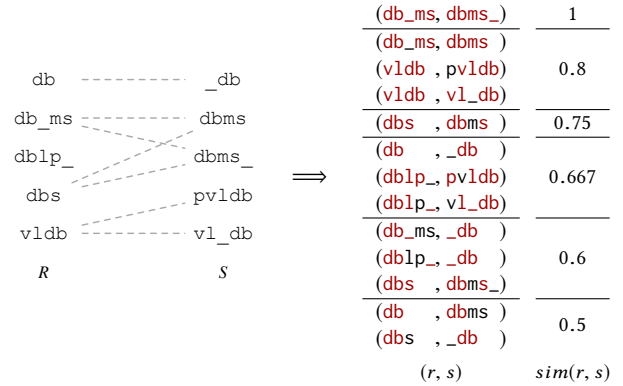 db _db
db_ms dbms
dblp_ dbms_
dbs pvldb
vldb vl_db
R S
⟹
(db_ms, dbms_) 1
(db_ms, dbms )
(vldb , pvldb) 0.8
(vldb , vl_db)
(dbs , dbms ) 0.75
(db , _db )
(dblp_, pvldb) 0.667
(dblp_, vl_db)
(db_ms, _db )
(dblp_, _db ) 0.6
(dbs , dbms_)
(db , dbms ) 0.5
(dbs , _db )
(r, s) sim(r, s)